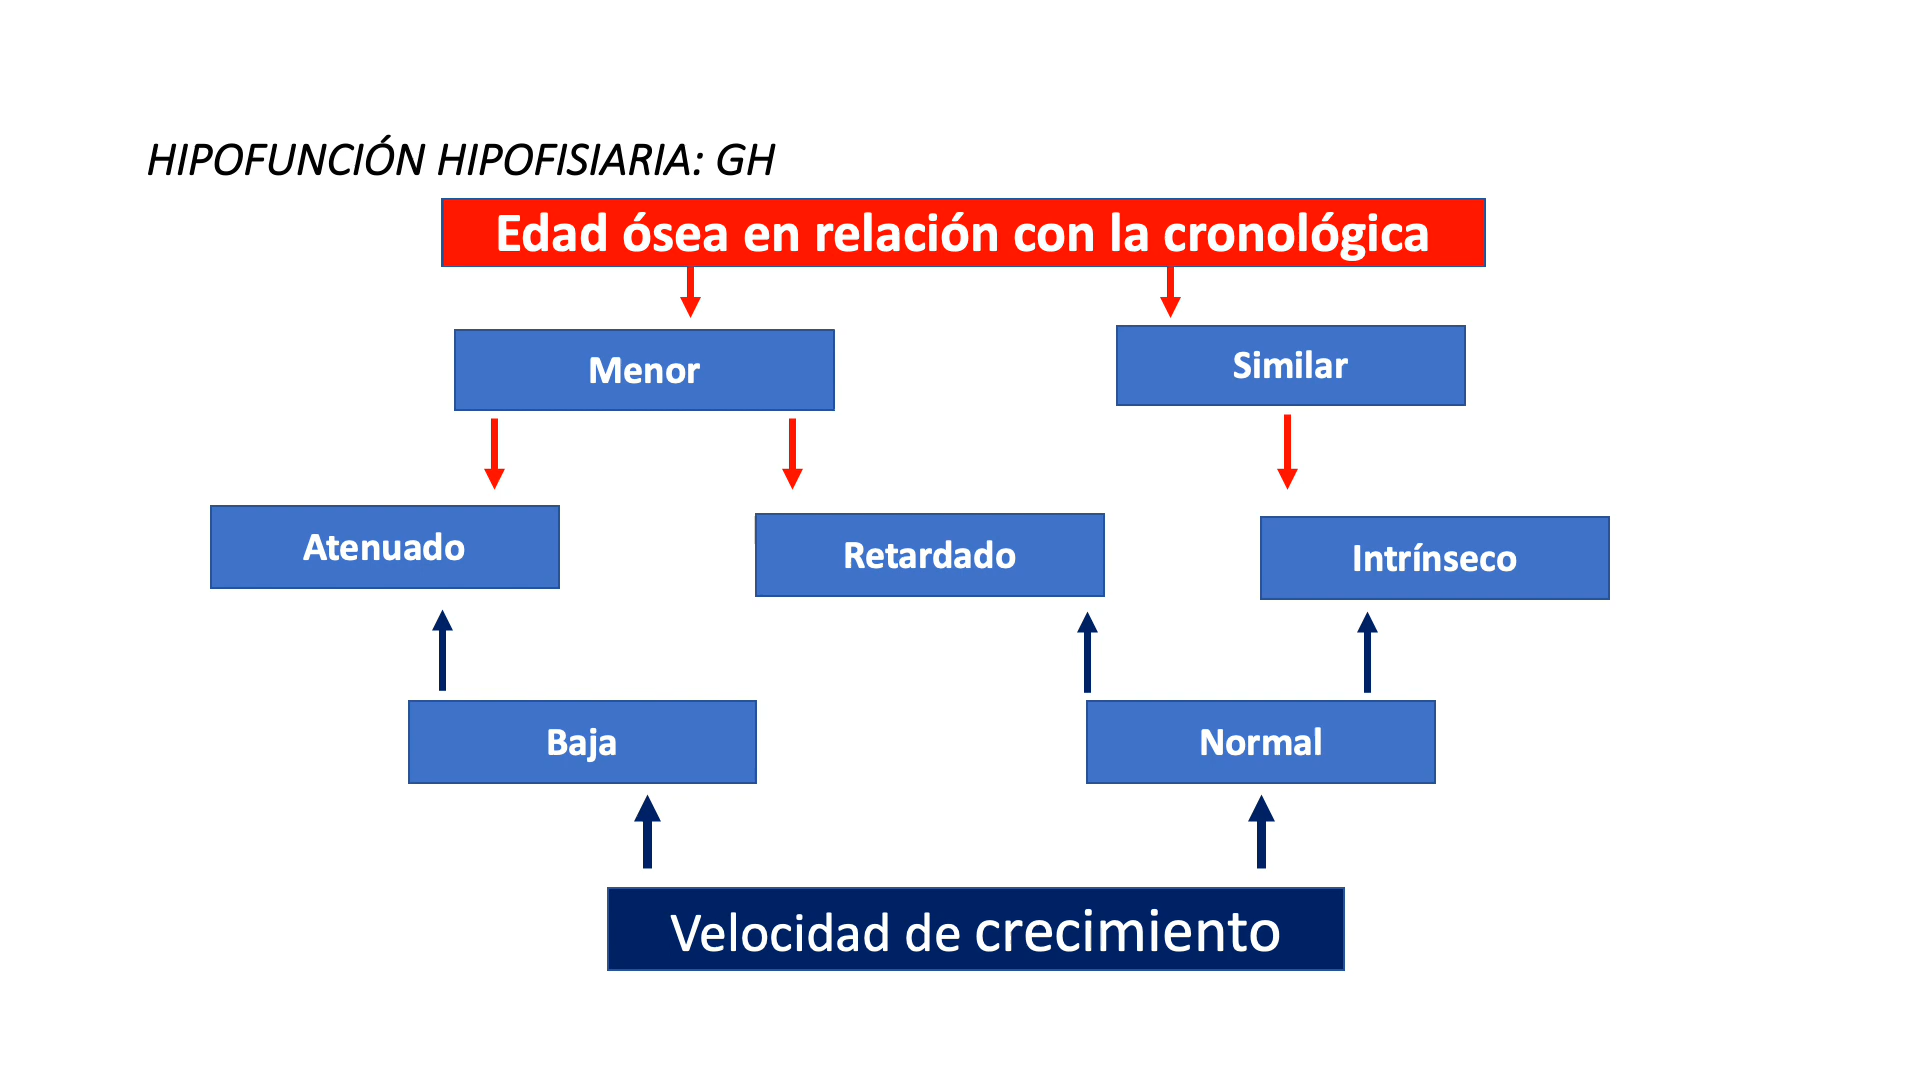 HIPOFUNCIÓN HIPOFISIARIA: GH
Edad ósea en relación con la cronológica
Menor
Similar
Atenuado
Retardado
Intrínseco
Baja
Normal
Velocidad de crecimiento